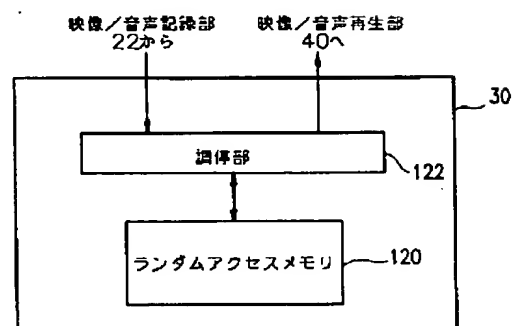 映像/音声記録部
22から
映像/音声再生部
40へ
30
調停部
122
ランダムアクセスメモリ
120